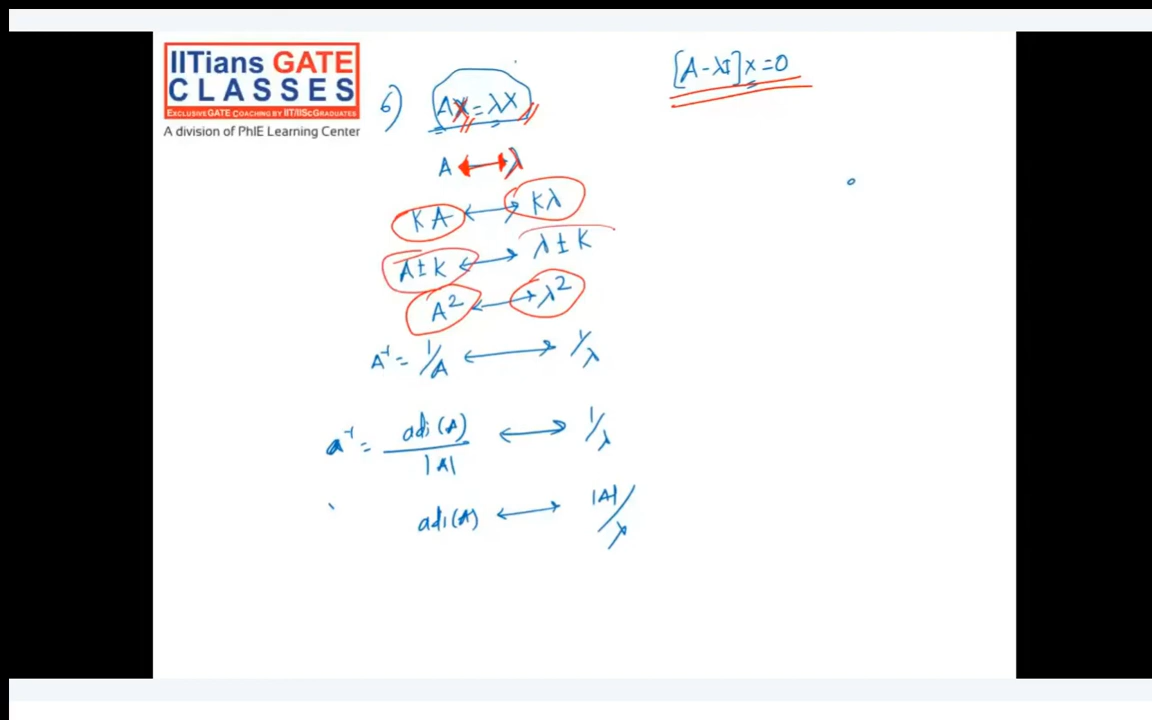 IITians GATE
CLASSES
EXCLUSIVE GATE COACHING BY IIT/IISc GRADUATES
A division of PhIE Learning Center
[A-λI]x=0
6) AX=λX
A ↔ λ
KA ↔ Kλ
A±K ↔ λ±K
A² ↔ λ²
A⁻¹ = 1/A ↔ 1/λ
a⁻¹ = adj(A)/|A| ↔ 1/λ
adj(A) ↔ |A|/λ